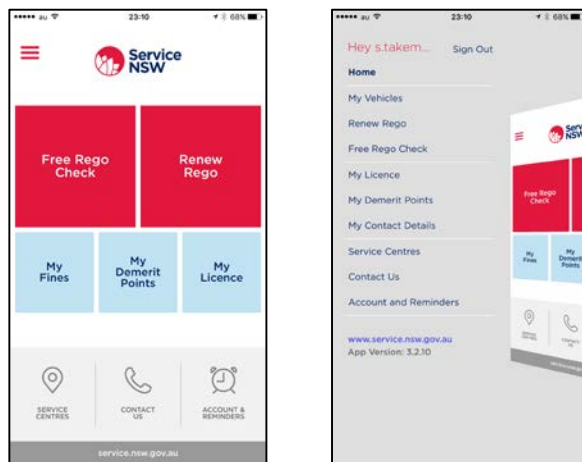 au 23:10 68%
Service
NSW
Free Rego
Check
Renew
Rego
My
Fines
My
Demerit
Points
My
Licence
SERVICE
CENTRES
CONTACT
US
ACCOUNT &
REMINDERS
service.nsw.gov.au
au 23:10 68%
Hey s.takem... Sign Out
Home
My Vehicles
Renew Rego
Free Rego Check
My Licence
My Demerit Points
My Contact Details
Service Centres
Contact Us
Account and Reminders
www.service.nsw.gov.au
App Version: 3.2.10
Free Rego
Check
My
Fines
My
Demerit
Points